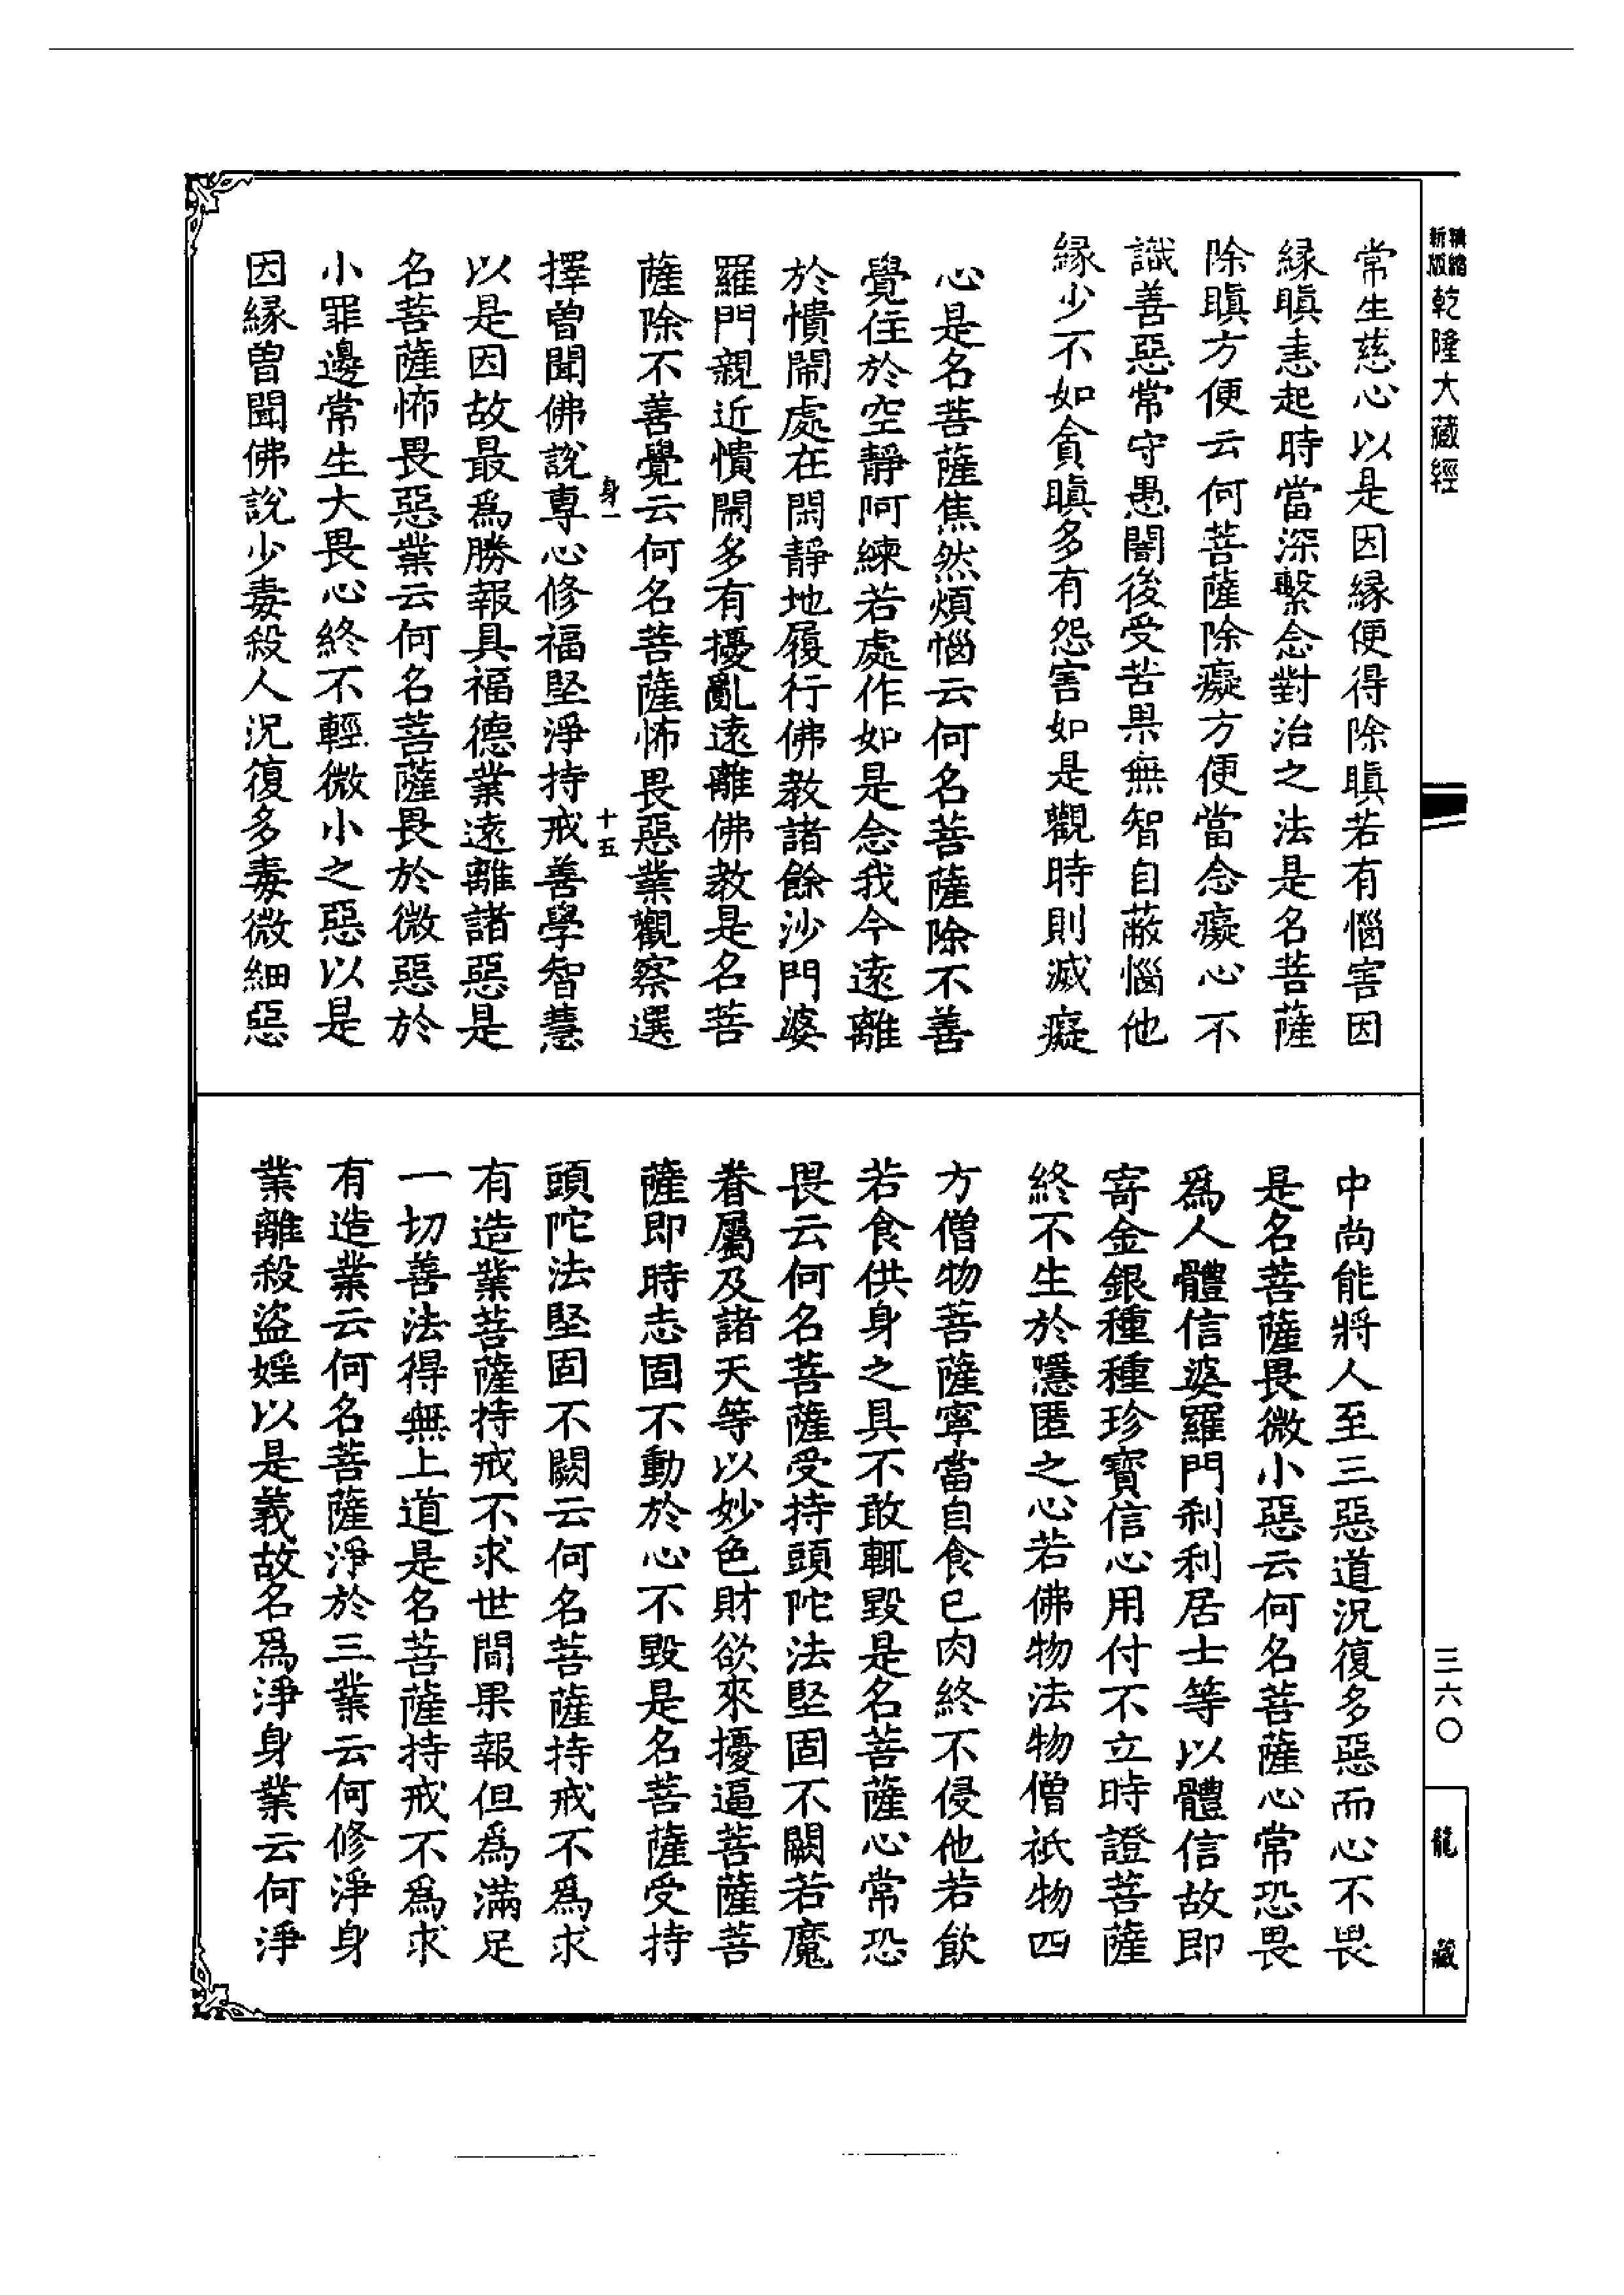 精縮
新版
乾隆大藏經
三六〇
龍藏
常生慈心以是因緣便得除瞋若有惱害因
緣瞋恚起時當深繫念對治之法是名菩薩
除瞋方便云何菩薩除癡方便當念癡心不
識善惡常守愚闇後受苦果無智自蔽惱他
緣少不如貪瞋多有怨害如是觀時則滅癡
心是名菩薩焦然煩惱云何名菩薩除不善
覺住於空靜阿練若處作如是念我今遠離
於憒閙處在閑靜地履行佛教諸餘沙門婆
羅門親近憒閙多有擾亂遠離佛教是名菩
薩除不善覺云何名菩薩怖畏惡業觀察選
身一
十五
擇曾聞佛說專心修福堅淨持戒善學智慧
以是因故最爲勝報具福德業遠離諸惡是
名菩薩怖畏惡業云何名菩薩畏於微惡於
小罪邊常生大畏心終不輕微小之惡以是
因緣曾聞佛說少毒殺人況復多毒微細惡
中尚能將人至三惡道況復多惡而心不畏
是名菩薩畏微小惡云何名菩薩心常恐畏
爲人體信婆羅門刹利居士等以體信故即
寄金銀種種珍寶信心用付不立時證菩薩
終不生於隱匿之心若佛物法物僧祇物四
方僧物菩薩寧當自食已肉終不侵他若飲
若食供身之具不敢輒毀是名菩薩心常恐
畏云何名菩薩受持頭陀法堅固不闕若魔
眷屬及諸天等以妙色財欲來擾逼菩薩菩
薩即時志固不動於心不毀是名菩薩受持
頭陀法堅固不闕云何名菩薩持戒不爲求
有造業菩薩持戒不求世間果報但爲滿足
一切善法得無上道是名菩薩持戒不爲求
有造業云何名菩薩淨於三業云何修淨身
業離殺盜婬以是義故名爲淨身業云何淨